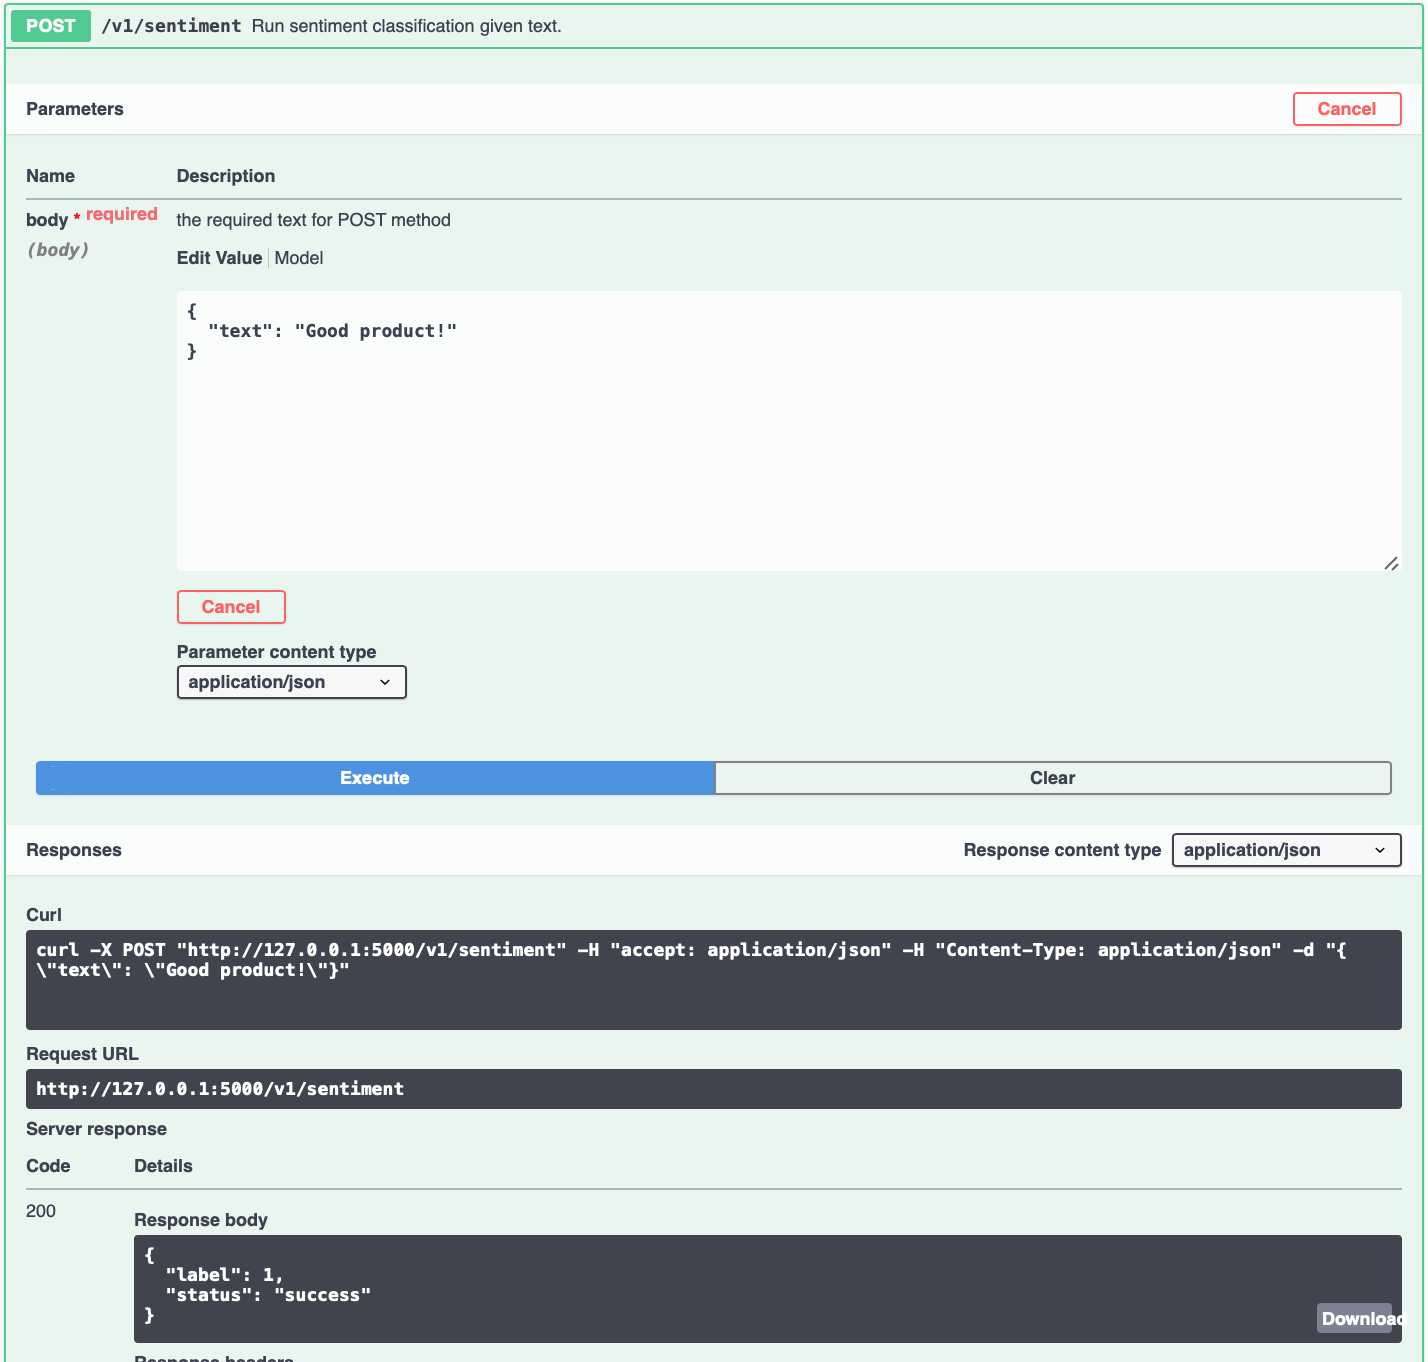 POST /v1/sentiment Run sentiment classification given text.
Parameters Cancel
Name Description
body * required the required text for POST method
(body)
Edit Value Model
{
  "text": "Good product!"
}
Cancel
Parameter content type
application/json
Execute Clear
Responses Response content type application/json
Curl
curl -X POST "http://127.0.0.1:5000/v1/sentiment" -H "accept: application/json" -H "Content-Type: application/json" -d "{
\"text\": \"Good product!\"}"
Request URL
http://127.0.0.1:5000/v1/sentiment
Server response
Code Details
200
Response body
{
  "label": 1,
  "status": "success"
}
Download
Response headers